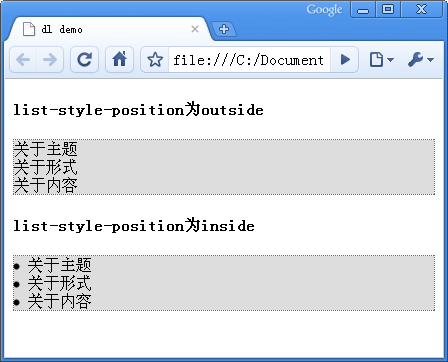 Google
dl demo
file:///C:/Document
list-style-position为outside
关于主题
关于形式
关于内容
list-style-position为inside
• 关于主题
• 关于形式
• 关于内容